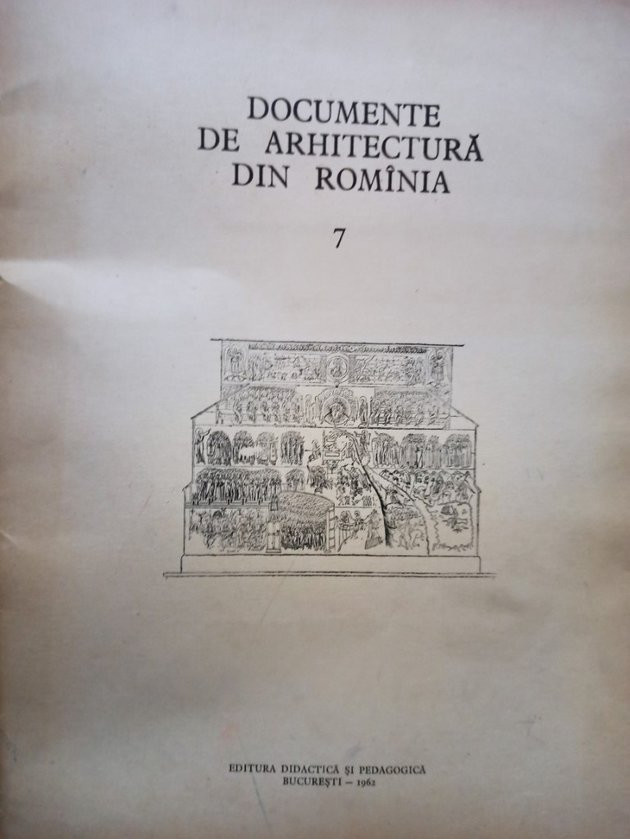 DOCUMENTE
DE ARHITECTURĂ
DIN ROMÎNIA
7
EDITURA DIDACTICĂ ȘI PEDAGOGICĂ
BUCUREȘTI — 1962